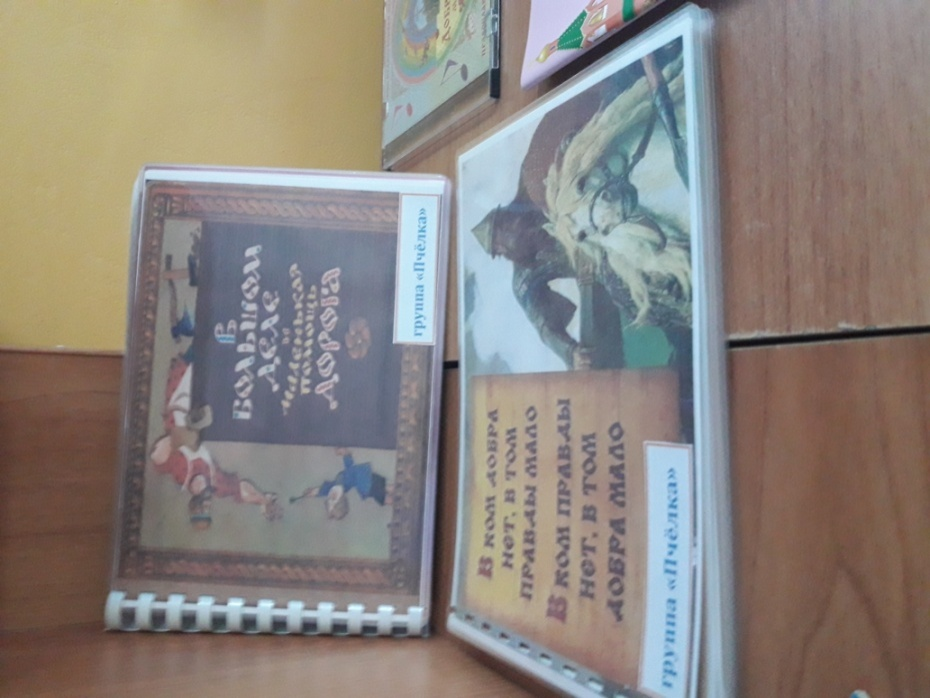 В
БОЛЬШОМ
ДЕЛЕ
И
МАЛЕНЬКАЯ
ПОМОЩЬ
ДОРОГА
группа «Пчёлка»
В КОМ ДОБРА
НЕТ, В ТОМ
ПРАВДЫ МАЛО
В КОМ ПРАВДЫ
НЕТ, В ТОМ
ДОБРА МАЛО
группа «Пчёлка»